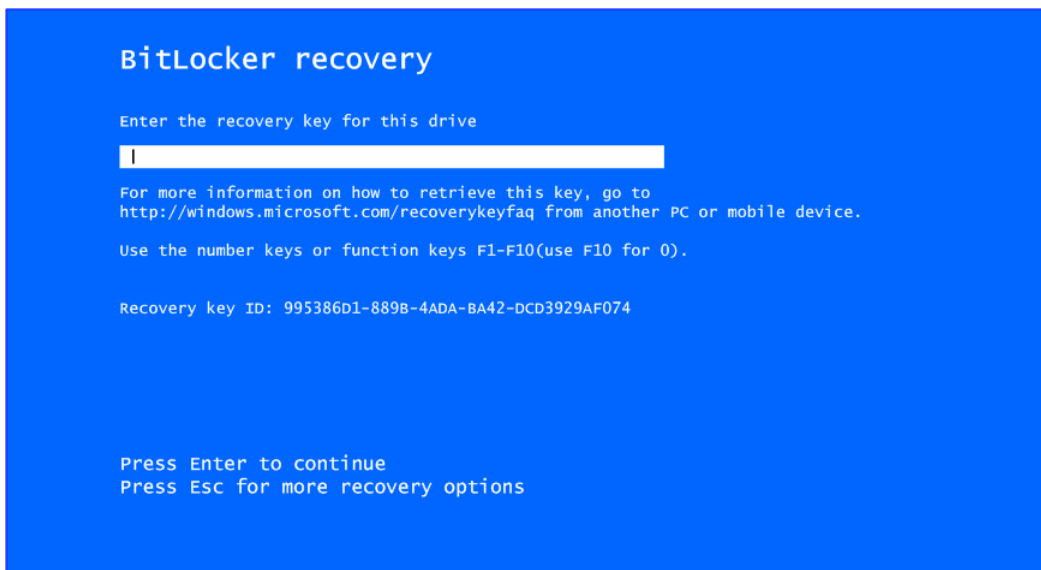 BitLocker recovery
Enter the recovery key for this drive
For more information on how to retrieve this key, go to
http://windows.microsoft.com/recoverykeyfaq from another PC or mobile device.
Use the number keys or function keys F1-F10(use F10 for 0).
Recovery key ID: 995386D1-889B-4ADA-BA42-DCD3929AF074
Press Enter to continue
Press Esc for more recovery options